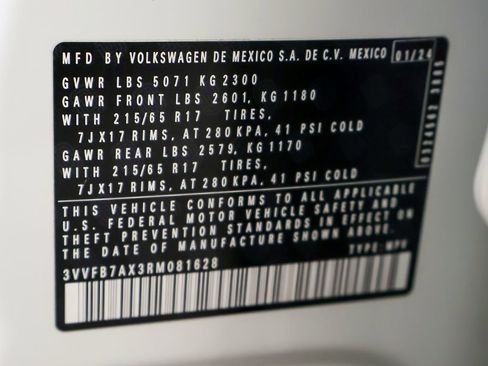 MFD BY VOLKSWAGEN DE MEXICO S.A. DE C.V. MEXICO 01/24
GVWR LBS 5071 KG 2300
GAWR FRONT LBS 2601, KG 1180
WITH 215/65 R17 TIRES,
7JX17 RIMS, AT 280 KPA, 41 PSI COLD
GAWR REAR LBS 2579, KG 1170
WITH 215/65 R17 TIRES,
7JX17 RIMS, AT 280 KPA, 41 PSI COLD
THIS VEHICLE CONFORMS TO ALL APPLICABLE
U.S. FEDERAL MOTOR VEHICLE SAFETY AND
THEFT PREVENTION STANDARDS IN EFFECT ON
THE DATE OF MANUFACTURE SHOWN ABOVE.
3VVFB7AX3RM081628 TYPE: MPV